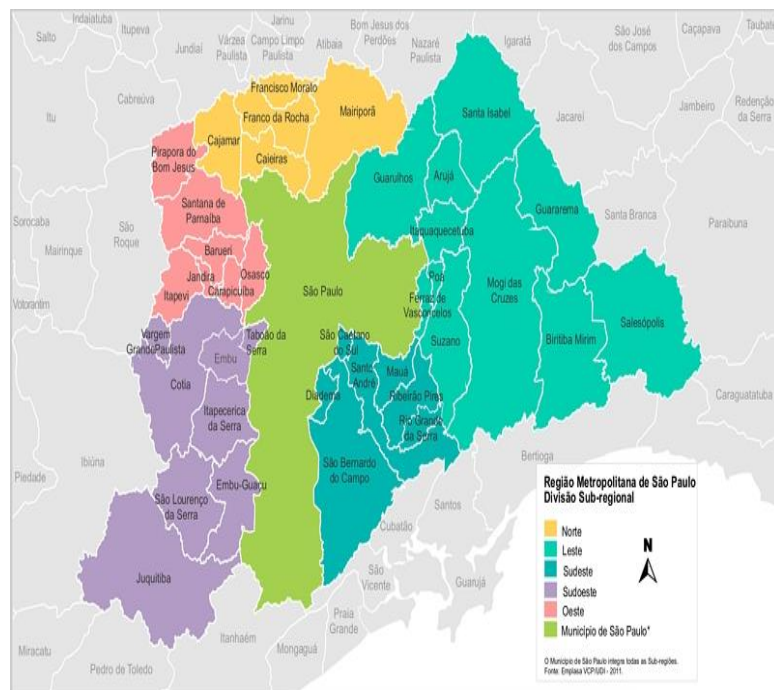 Indaiatuba
Salto
Itupeva
Jundiaí
Jarinu
Várzea
Paulista
Campo Limpo
Paulista
Atibaia
Bom Jesus dos
Perdões
Nazaré
Paulista
Igaratá
São José
dos Campos
Caçapava
Taubaté
Itu
Cabreúva
Francisco Morato
Franco da Rocha
Mairiporã
Cajamar
Caieiras
Santa Isabel
Jacareí
Jambeiro
Redenção
da Serra
Pirapora do
Bom Jesus
Guarulhos
Arujá
Santana de
Parnaíba
Guararema
Santa Branca
Paraibuna
Sorocaba
Mairinque
São
Roque
Barueri
Osasco
Itaquaquecetuba
Jandira
Carapicuiba
Itapevi
São Paulo
Poá
Ferraz de
Vasconcelos
Mogi das
Cruzes
Votorantim
Vargem
Grande Paulista
Taboão da
Serra
São Caetano
do Sul
Suzano
Biritiba Mirim
Salesópolis
Embu
Santo
André
Mauá
Cotia
Diadema
Ribeirão Pires
Itapecerica
da Serra
Rio Grande
da Serra
Caraguatatuba
Ibiúna
Piedade
São Bernardo
do Campo
Bertioga
Embu-Guaçu
São Lourenço
da Serra
Santos
Cubatão
Juquitiba
São
Vicente
Guarujá
Itanhaém
Praia
Grande
Mongaguá
Miracatu
Pedro de Toledo
Região Metropolitana de São Paulo
Divisão Sub-regional
Norte
Leste
Sudeste
Sudoeste
Oeste
Município de São Paulo*
N
O Município de São Paulo integra todas as Sub-regiões.
Fonte: Emplasa VCP/UDI - 2011.